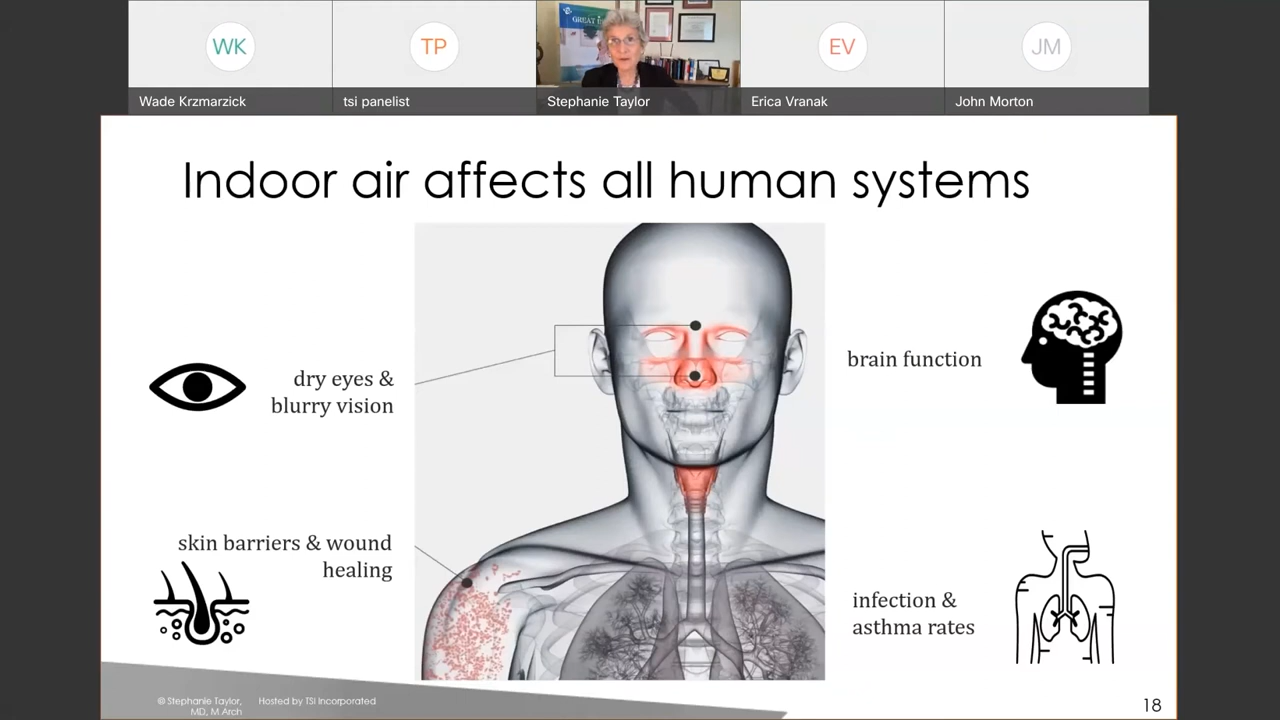 WK
TP
EV
JM
GREAT
Wade Krzmarzick
tsi panelist
Stephanie Taylor
Erica Vranak
John Morton
Indoor air affects all human systems
dry eyes &
blurry vision
brain function
skin barriers & wound
healing
infection &
asthma rates
© Stephanie Taylor,
MD, M Arch
Hosted by TSI Incorporated
18